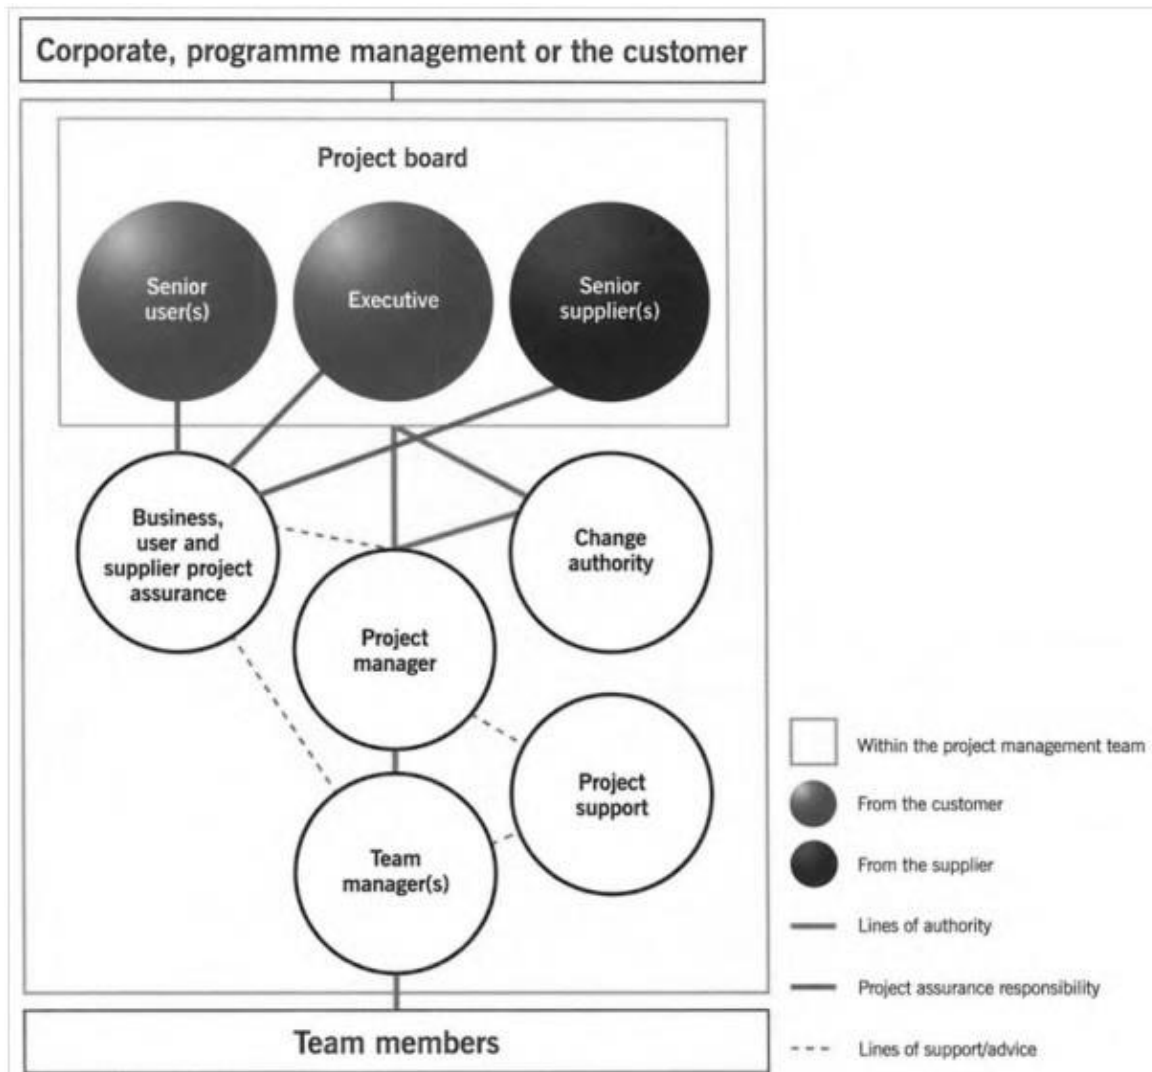 Corporate, programme management or the customer
Project board
Senior
user(s)
Executive
Senior
supplier(s)
Business,
user and
supplier project
assurance
Change
authority
Project
manager
Project
support
Team
manager(s)
Team members
Within the project management team
From the customer
From the supplier
Lines of authority
Project assurance responsibility
Lines of support/advice